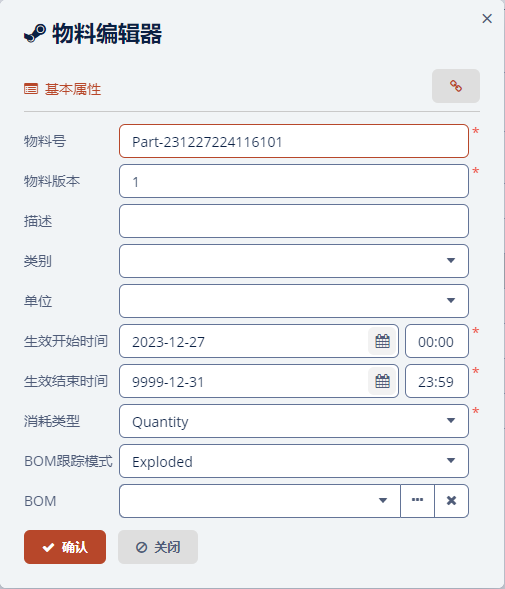 物料编辑器
基本属性
物料号 Part-231227224116101 *
物料版本 1 *
描述
类别
单位
生效开始时间 2023-12-27 00:00 *
生效结束时间 9999-12-31 23:59 *
消耗类型 Quantity *
BOM跟踪模式 Exploded
BOM
确认 关闭